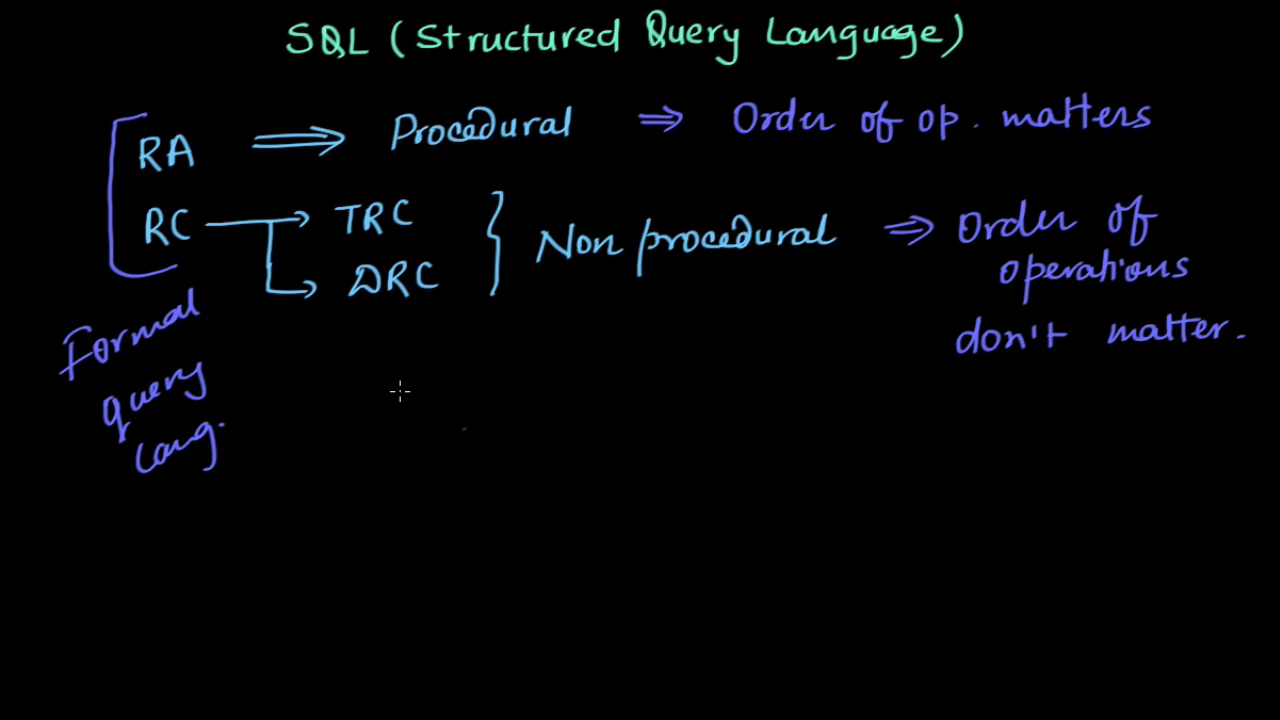 SQL (Structured Query Language)
RA ⇒ Procedural ⇒ Order of op. matters
RC → TRC } Non procedural ⇒ Order of
→ DRC operations
don't matter.
Formal
query
Lang.